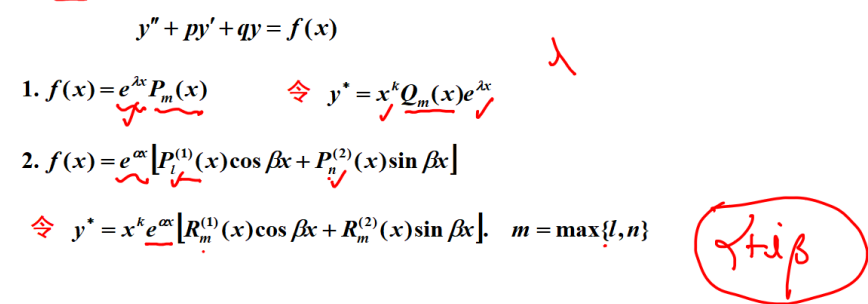 y″ + py′ + qy = f(x)
λ
1. f(x) = e^{λx} P_m(x) 令 y* = x^k Q_m(x)e^{λx}
2. f(x) = e^{αx} [P_l^{(1)}(x)cos βx + P_n^{(2)}(x)sin βx]
令 y* = x^k e^{αx} [R_m^{(1)}(x)cos βx + R_m^{(2)}(x)sin βx]. m = max{l, n}
α+iβ